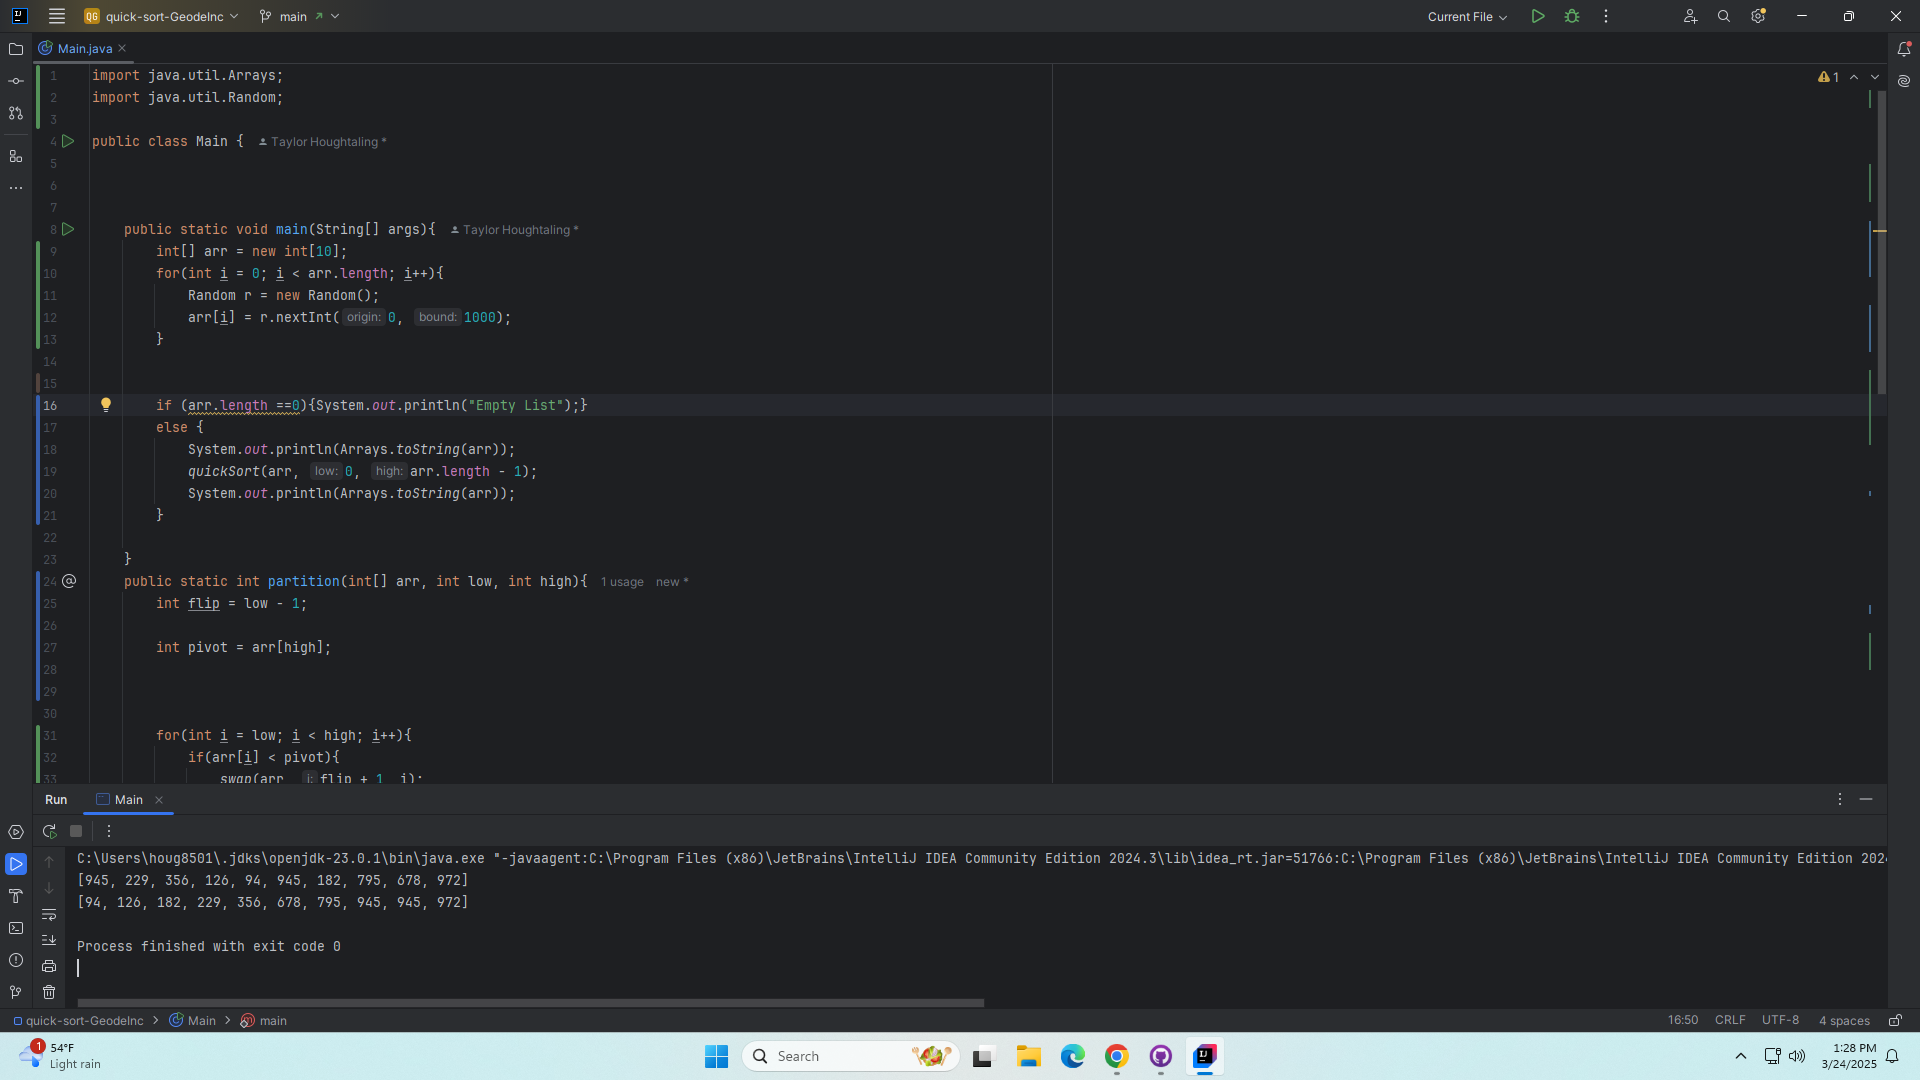 QG quick-sort-GeodeInc main Current File
Main.java
1 import java.util.Arrays;
2 import java.util.Random;
3
4 public class Main { Taylor Houghtaling *
5
6
7
8 public static void main(String[] args){ Taylor Houghtaling *
9 int[] arr = new int[10];
10 for(int i = 0; i < arr.length; i++){
11 Random r = new Random();
12 arr[i] = r.nextInt( origin: 0, bound: 1000);
13 }
14
15
16 if (arr.length ==0){System.out.println("Empty List");}
17 else {
18 System.out.println(Arrays.toString(arr));
19 quickSort(arr, low: 0, high: arr.length - 1);
20 System.out.println(Arrays.toString(arr));
21 }
22
23 }
24 public static int partition(int[] arr, int low, int high){ 1 usage new *
25 int flip = low - 1;
26
27 int pivot = arr[high];
28
29
30
31 for(int i = low; i < high; i++){
32 if(arr[i] < pivot){
33 swap(arr, i: flip + 1, i);
1
Run Main
C:\Users\houg8501\.jdks\openjdk-23.0.1\bin\java.exe "-javaagent:C:\Program Files (x86)\JetBrains\IntelliJ IDEA Community Edition 2024.3\lib\idea_rt.jar=51766:C:\Program Files (x86)\JetBrains\IntelliJ IDEA Community Edition 202
[945, 229, 356, 126, 94, 945, 182, 795, 678, 972]
[94, 126, 182, 229, 356, 678, 795, 945, 945, 972]
Process finished with exit code 0
quick-sort-GeodeInc > Main > main 16:50 CRLF UTF-8 4 spaces
1
54°F
Light rain
Search
1:28 PM
3/24/2025